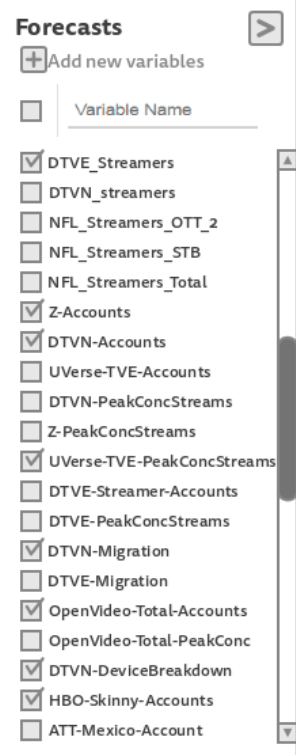 Forecasts
>
Add new variables
Variable Name
DTVE_Streamers
DTVN_streamers
NFL_Streamers_OTT_2
NFL_Streamers_STB
NFL_Streamers_Total
Z-Accounts
DTVN-Accounts
UVerse-TVE-Accounts
DTVN-PeakConcStreams
Z-PeakConcStreams
UVerse-TVE-PeakConcStreams
DTVE-Streamer-Accounts
DTVE-PeakConcStreams
DTVN-Migration
DTVE-Migration
OpenVideo-Total-Accounts
OpenVideo-Total-PeakConc
DTVN-DeviceBreakdown
HBO-Skinny-Accounts
ATT-Mexico-Account